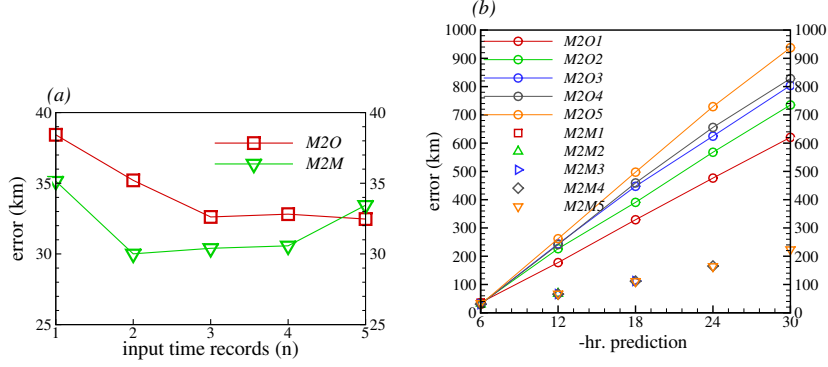 (a)
40
35
30
25
error (km)
M2O
M2M
40
35
30
25
1 2 3 4 5
input time records (n)
(b)
1000
900
800
700
600
500
400
300
200
100
0
error (km)
M2O1
M2O2
M2O3
M2O4
M2O5
M2M1
M2M2
M2M3
M2M4
M2M5
1000
900
800
700
600
500
400
300
200
100
0
6 12 18 24 30
-hr. prediction